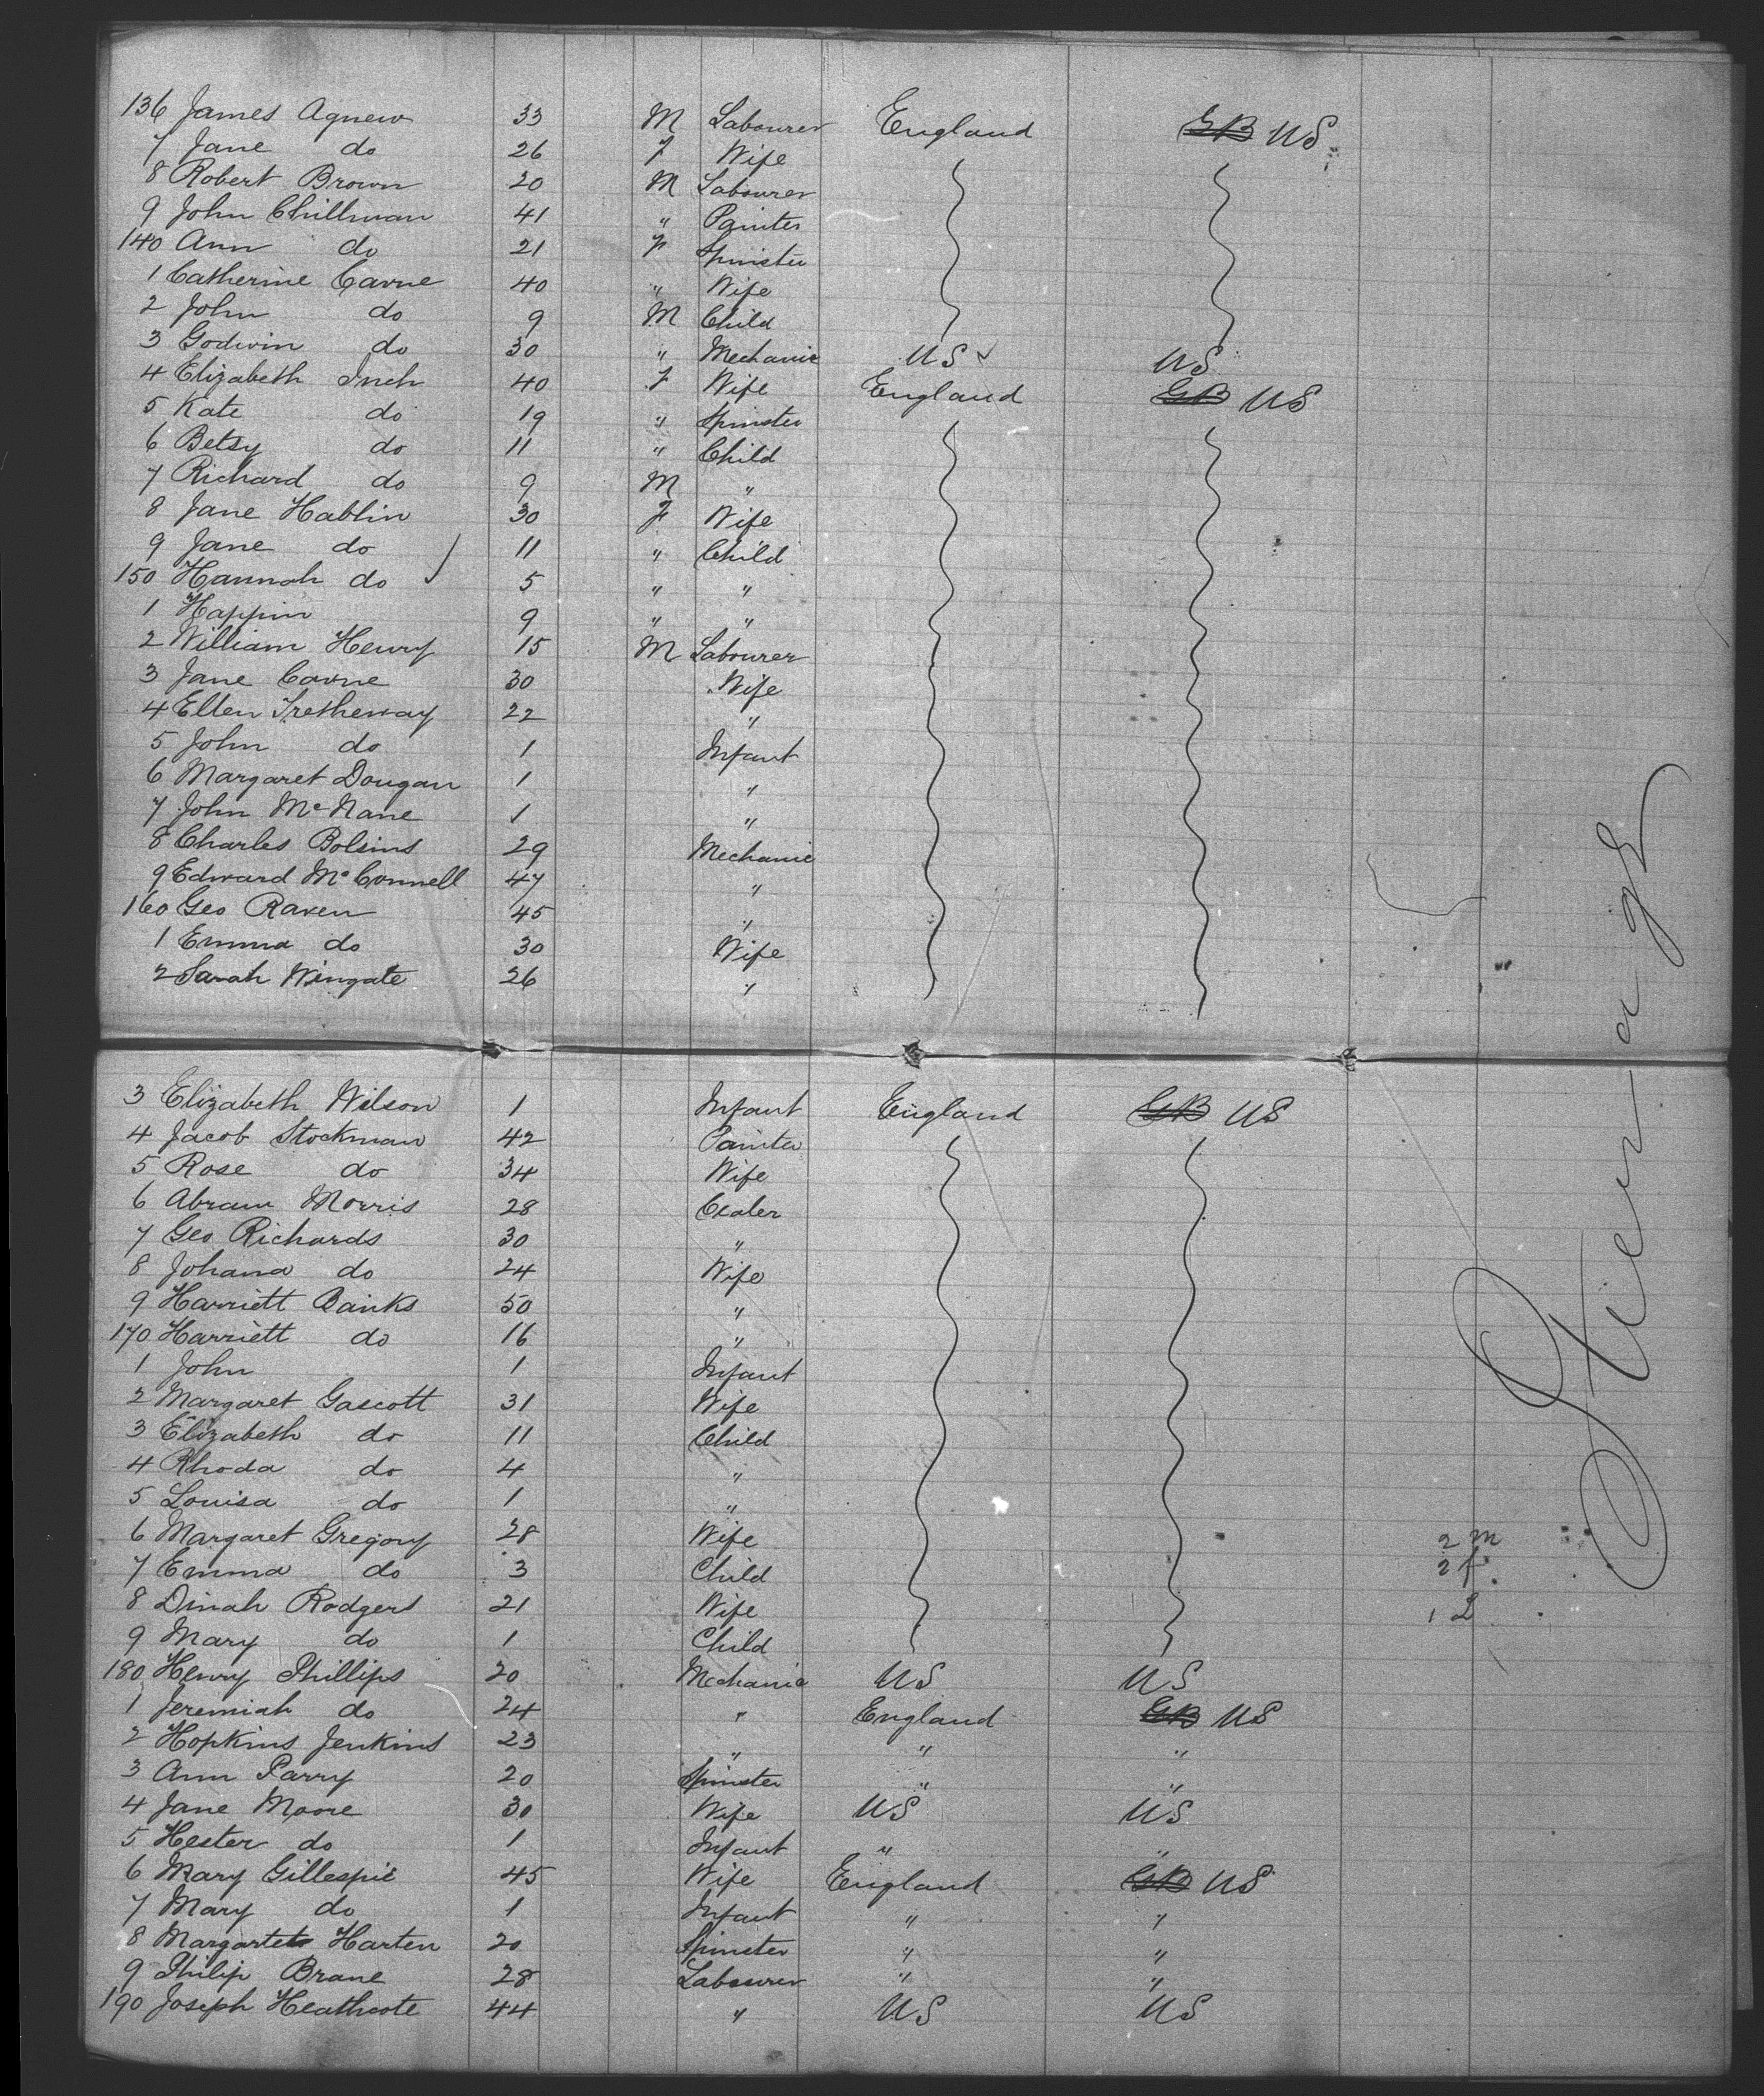 136 James Agnew 33 M Labourer England GB US
7 Jane do 26 F Wife
8 Robert Brown 20 M Labourer
9 John Chillman 41 " Painter
140 Ann do 21 F Spinster
1 Catherine Carne 40 " Wife
2 John do 9 M Child
3 Godwin do 30 " Mechanic US US
4 Elizabeth Inch 40 F Wife England GB US
5 Kate do 19 " Spinster
6 Betsy do 11 " Child
7 Richard do 9 M "
8 Jane Hablin 30 F Wife
9 Jane do 11 " Child
150 Hannah do 5 " "
1 Happin 9 " "
2 William Henry 15 M Labourer
3 Jane Carne 30 Wife
4 Ellen Tretheway 22 "
5 John do 1 Infant
6 Margaret Dougan 1 "
7 John McNane 1 "
8 Charles Bolsins 29 Mechanic
9 Edward McConnell 47 "
160 Geo Raven 45 "
1 Emma do 30 Wife
2 Sarah Wingate 26 "
3 Elizabeth Wilson 1 Infant England GB US
4 Jacob Stockman 42 Painter
5 Rose do 34 Wife
6 Abram Morris 28
7 Geo Richards 30 "
8 Johana do 24 Wife
9 Harriett Banks 50 "
170 Harriett do 16 "
1 John 1 Infant
2 Margaret Gascott 31 Wife
3 Elizabeth do 11 Child
4 Rhoda do 4 "
5 Louisa do 1 "
6 Margaret Gregory 28 Wife 2 m
7 Emma do 3 Child 2 f
8 Dinah Rodgers 21 Wife 1
9 Mary do 1 Child
180 Henry Phillips 20 Mechanic US US
1 Jeremiah do 24 " England GB US
2 Hopkins Jenkins 23 " " "
3 Ann Parry 20 Spinster " "
4 Jane Moore 30 Wife US US
5 Hester do 1 Infant " "
6 Mary Gillespie 45 Wife England GB US
7 Mary do 1 Infant " "
8 Margartet Harten 20 Spinster " "
9 Philip Brane 28 Labourer " "
190 Joseph Heathcote 44 " US US
Steerage